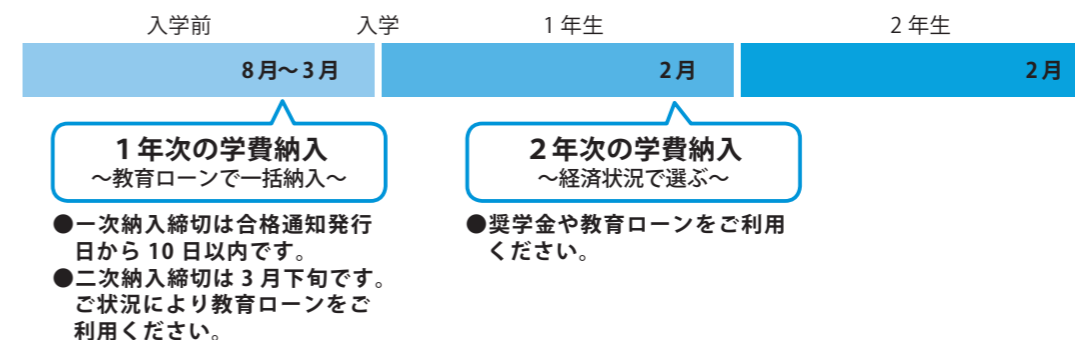 入学前
入学
1 年生
2 年生
8月～3月
2月
2月
1年次の学費納入
～教育ローンで一括納入～
2年次の学費納入
～経済状況で選ぶ～
●一次納入締切は合格通知発行
日から 10 日以内です。
●二次納入締切は 3 月下旬です。
ご状況により教育ローンをご
利用ください。
●奨学金や教育ローンをご利用
ください。